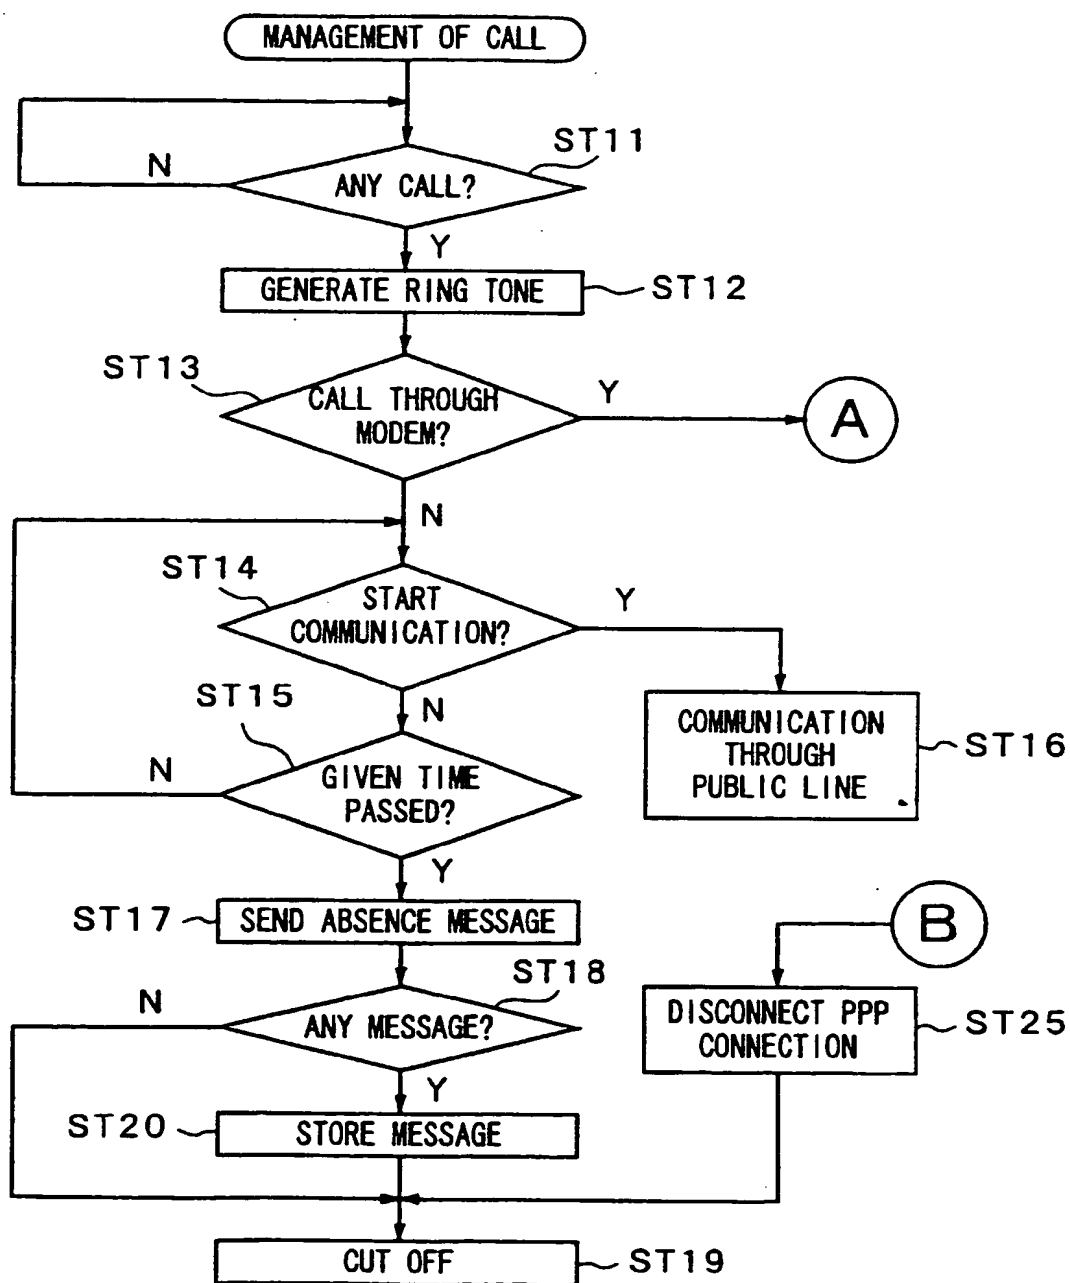 MANAGEMENT OF CALL
ST11
N
ANY CALL?
Y
GENERATE RING TONE
ST12
ST13
CALL THROUGH
MODEM?
Y
A
N
ST14
START
COMMUNICATION?
Y
ST15
N
COMMUNICATION
THROUGH
PUBLIC LINE
ST16
N
GIVEN TIME
PASSED?
Y
ST17
SEND ABSENCE MESSAGE
B
ST18
N
ANY MESSAGE?
DISCONNECT PPP
CONNECTION
ST25
Y
ST20
STORE MESSAGE
CUT OFF
ST19